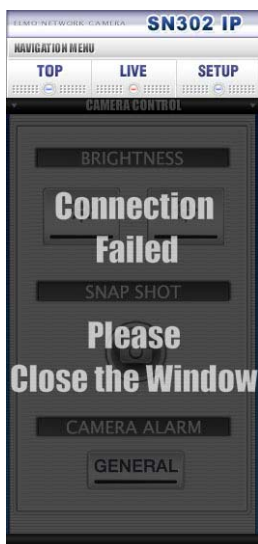 ELMO NETWORK CAMERA SN302 IP
NAVIGATION MENU
TOP LIVE SETUP
CAMERA CONTROL
BRIGHTNESS
Connection
Failed
SNAP SHOT
Please
Close the Window
CAMERA ALARM
GENERAL